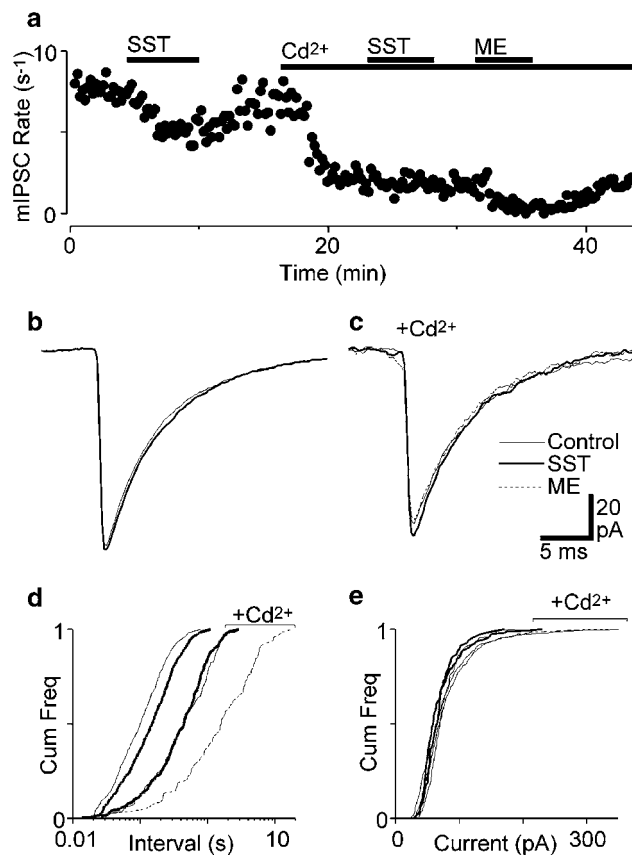 a
10
SST
Cd²⁺
SST
ME
mIPSC Rate (s⁻¹)
5
0
0
20
40
Time (min)
b
c
+Cd²⁺
Control
SST
ME
20
pA
5 ms
d
+Cd²⁺
e
+Cd²⁺
1
Cum Freq
0
0.01
1
10
Interval (s)
1
Cum Freq
0
0
300
Current (pA)